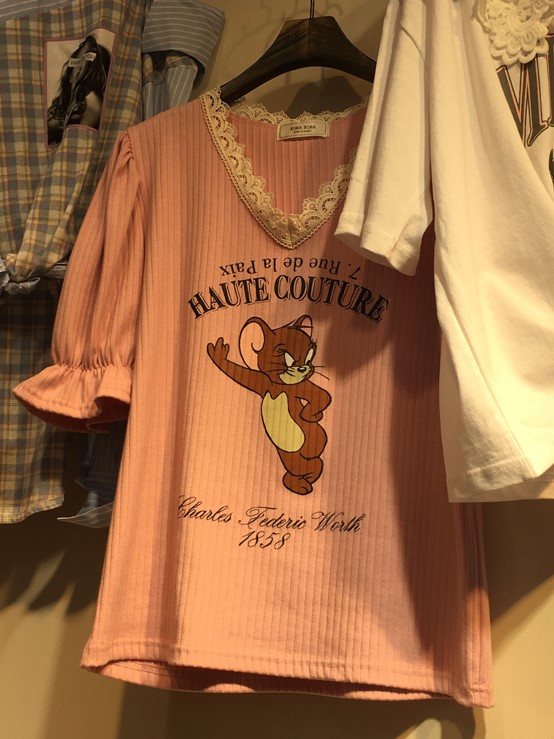 7. Rue de la Paix
HAUTE COUTURE
Charles Federic Worth
1858